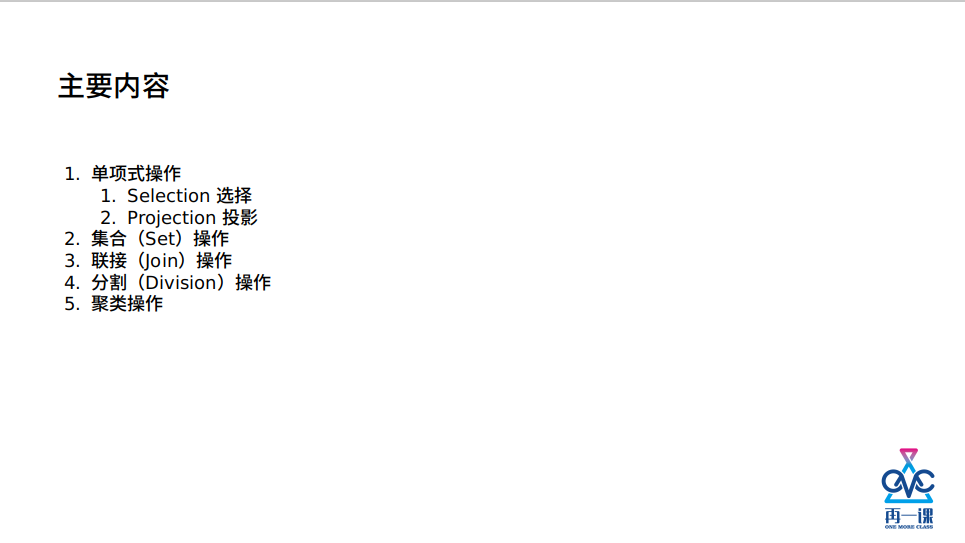 主要内容
1. 单项式操作
1. Selection 选择
2. Projection 投影
2. 集合（Set）操作
3. 联接（Join）操作
4. 分割（Division）操作
5. 聚类操作
OVC
再一课
ONE MORE CLASS